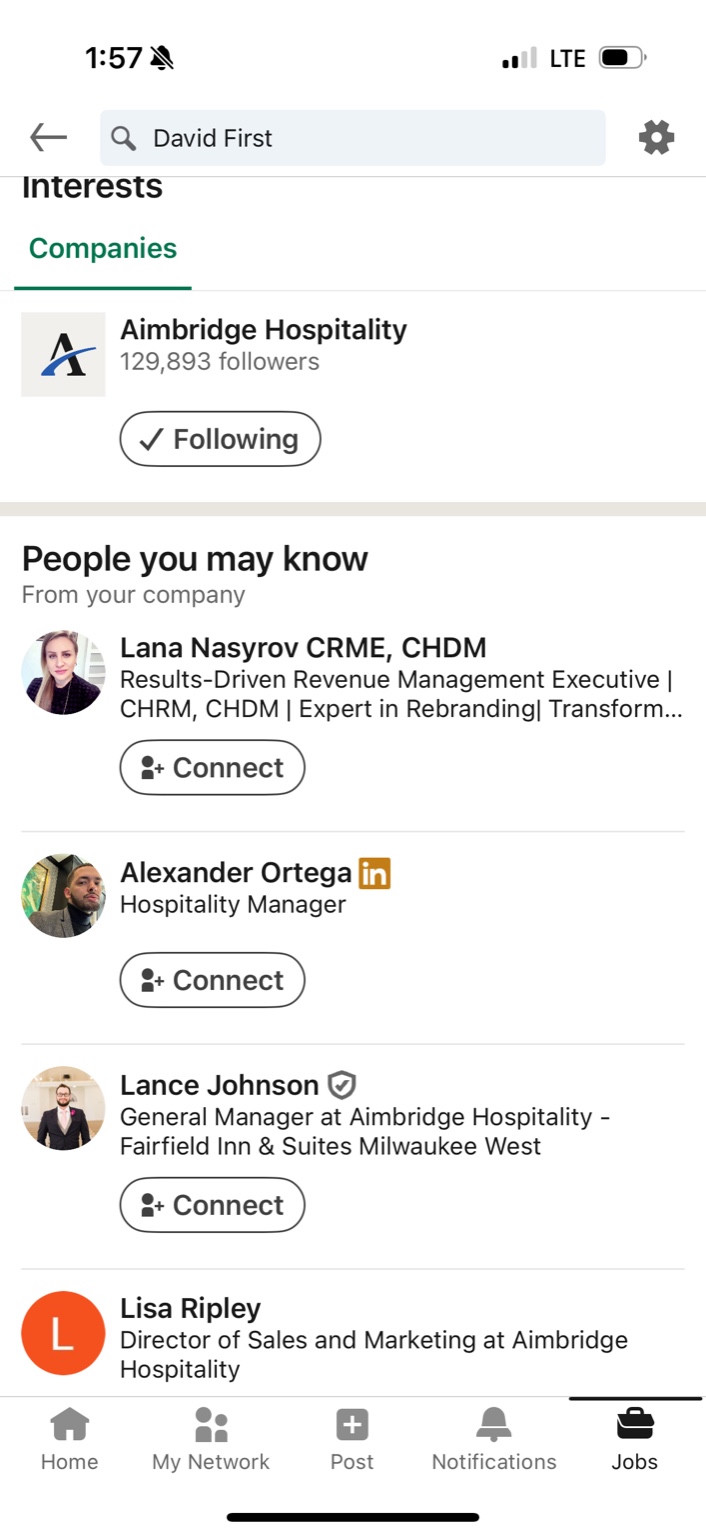 1:57
LTE
David First
Interests
Companies
Aimbridge Hospitality
129,893 followers
Following
People you may know
From your company
Lana Nasyrov CRME, CHDM
Results-Driven Revenue Management Executive |
CHRM, CHDM | Expert in Rebranding| Transform...
Connect
Alexander Ortega in
Hospitality Manager
Connect
Lance Johnson
General Manager at Aimbridge Hospitality -
Fairfield Inn & Suites Milwaukee West
Connect
L
Lisa Ripley
Director of Sales and Marketing at Aimbridge
Hospitality
Home
My Network
Post
Notifications
Jobs